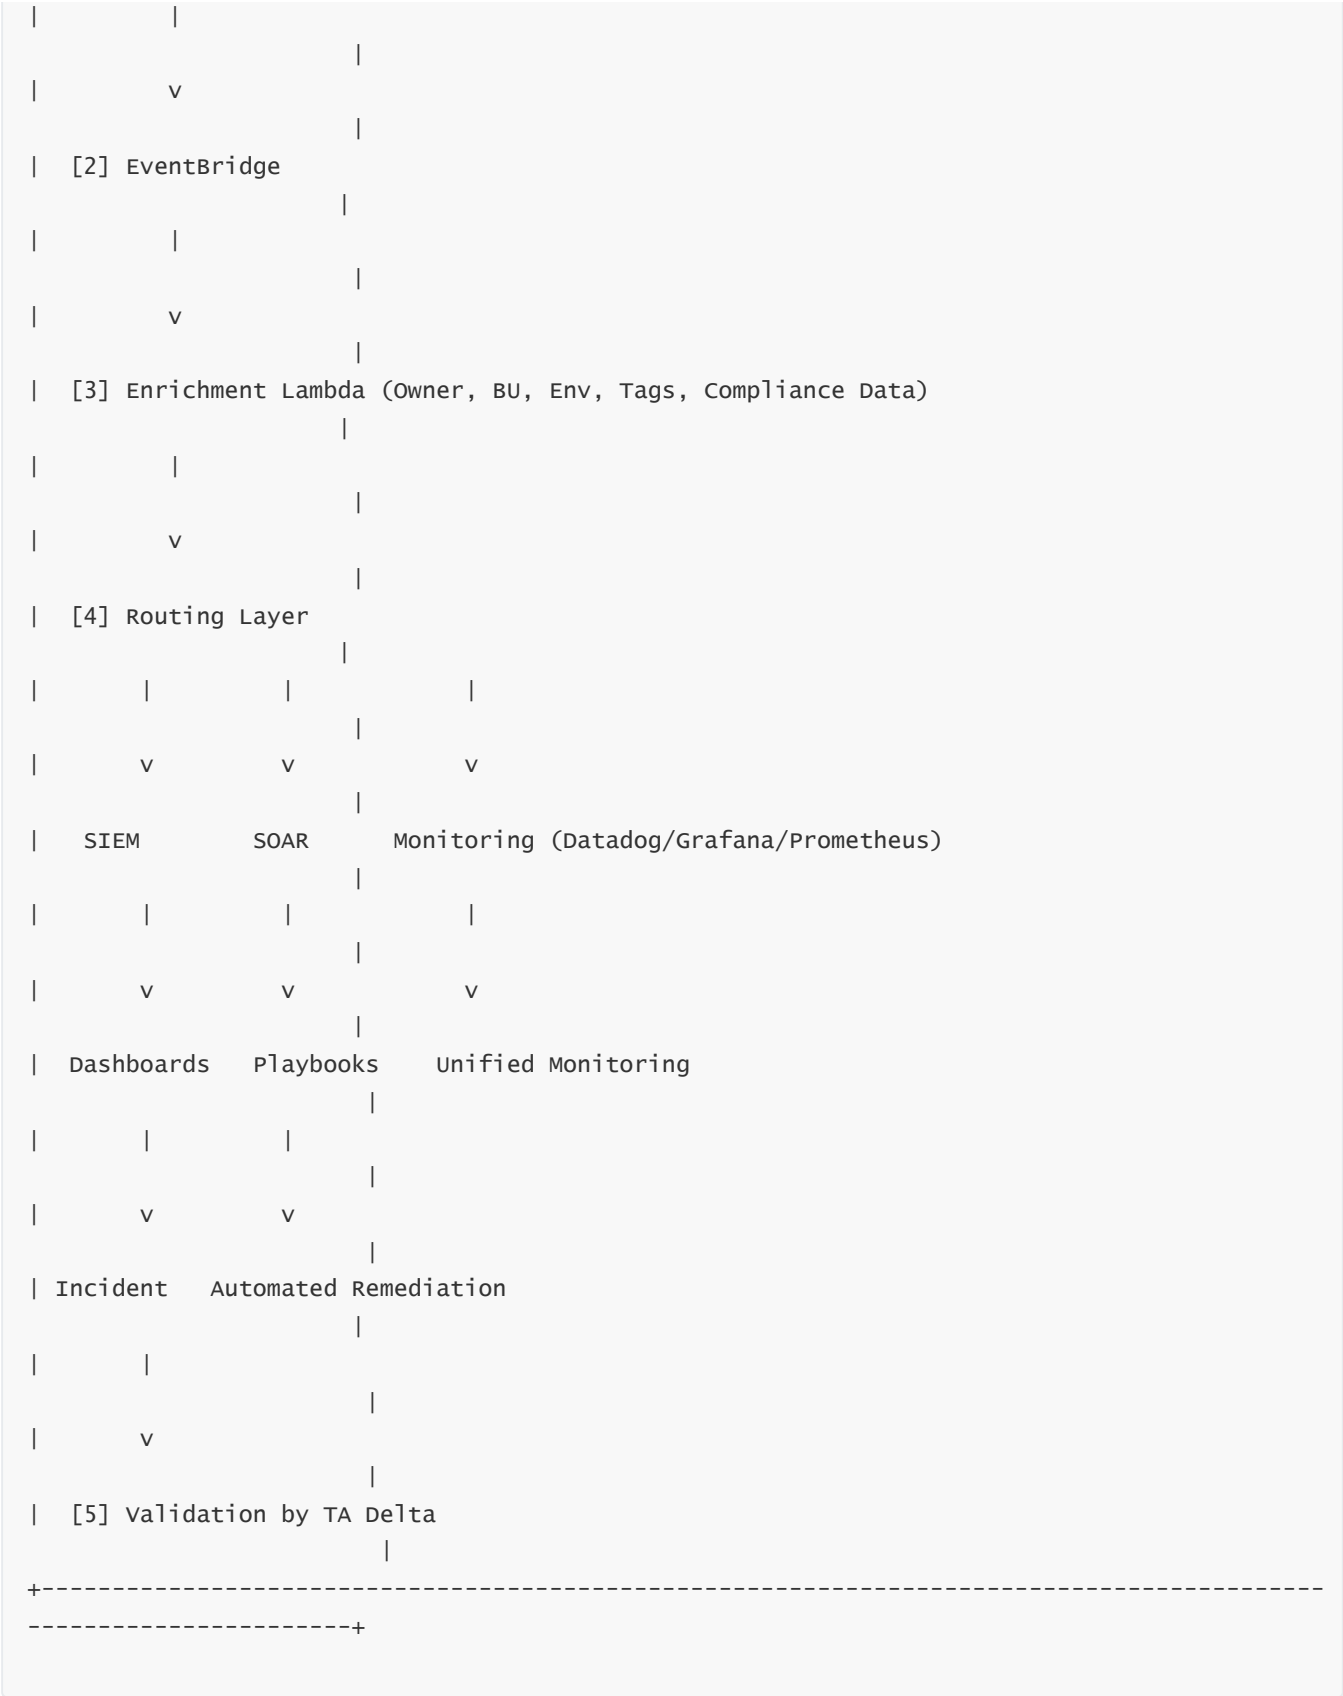 |         |
                       |
|         v
                       |
|  [2] EventBridge
                      |
|         |
                       |
|         v
                       |
|  [3] Enrichment Lambda (Owner, BU, Env, Tags, Compliance Data)
                      |
|         |
                       |
|         v
                       |
|  [4] Routing Layer
                      |
|       |         |            |
                       |
|       v         v            v
                       |
|   SIEM        SOAR      Monitoring (Datadog/Grafana/Prometheus)
                       |
|       |         |            |
                       |
|       v         v            v
                       |
|  Dashboards   Playbooks    Unified Monitoring
                        |
|       |         |
                        |
|       v         v
                        |
| Incident   Automated Remediation
                       |
|       |
                        |
|       v
                        |
|  [5] Validation by TA Delta
                         |
+-------------------------------------------------------------------------------------------
-----------------------+